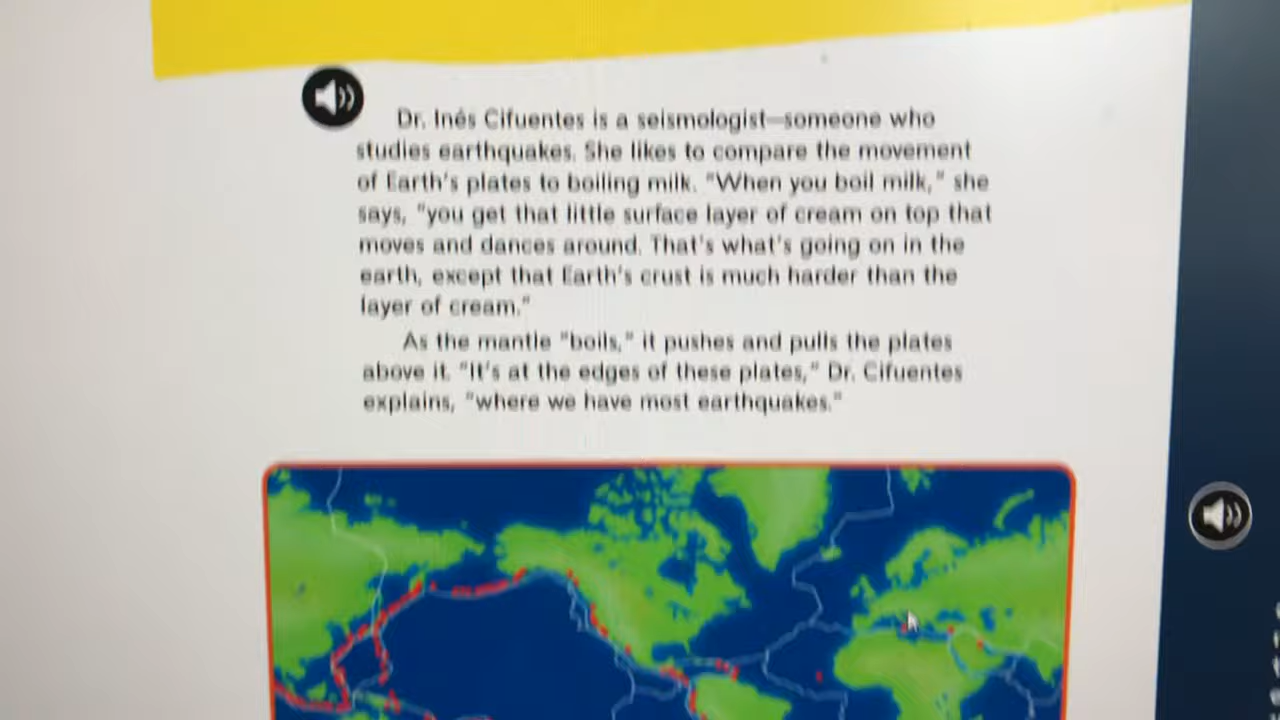 Dr. Inés Cifuentes is a seismologist—someone who
studies earthquakes. She likes to compare the movement
of Earth's plates to boiling milk. "When you boil milk," she
says, "you get that little surface layer of cream on top that
moves and dances around. That's what's going on in the
earth, except that Earth's crust is much harder than the
layer of cream."
As the mantle "boils," it pushes and pulls the plates
above it. "It's at the edges of these plates," Dr. Cifuentes
explains, "where we have most earthquakes."